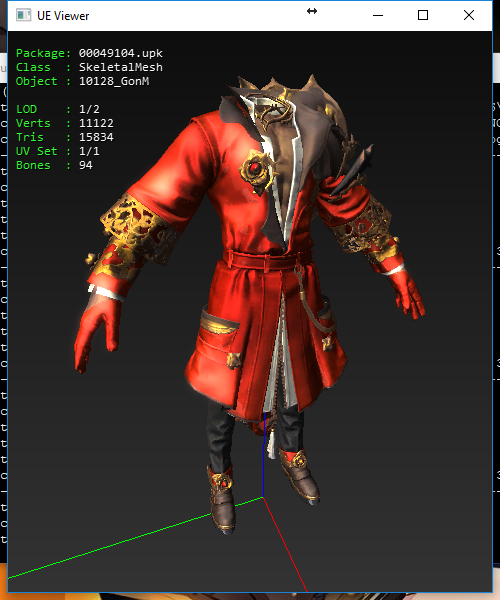 UE Viewer
Package: 00049104.upk
Class  : SkeletalMesh
Object : 10128_GonM
LOD    : 1/2
Verts  : 11122
Tris   : 15834
UV Set : 1/1
Bones  : 94